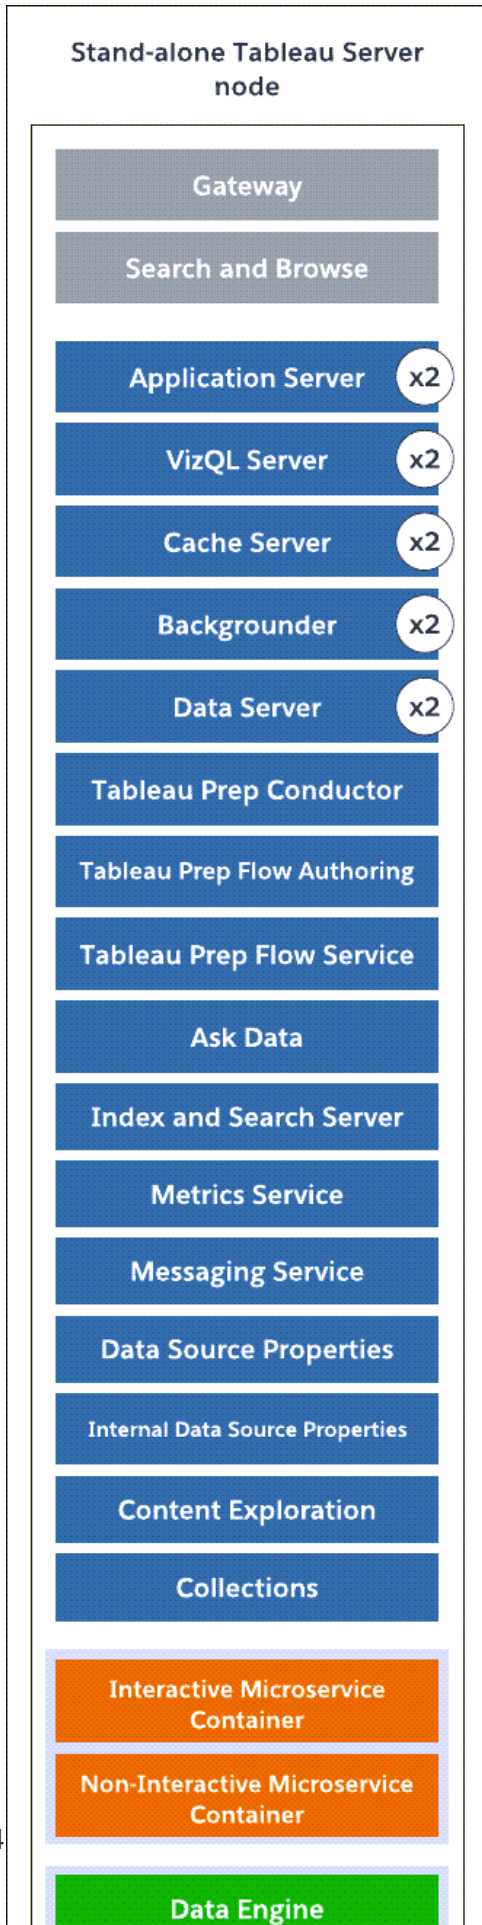 Stand-alone Tableau Server
node
Gateway
Search and Browse
Application Server x2
VizQL Server x2
Cache Server x2
Backgrounder x2
Data Server x2
Tableau Prep Conductor
Tableau Prep Flow Authoring
Tableau Prep Flow Service
Ask Data
Index and Search Server
Metrics Service
Messaging Service
Data Source Properties
Internal Data Source Properties
Content Exploration
Collections
Interactive Microservice
Container
Non-Interactive Microservice
Container
Data Engine